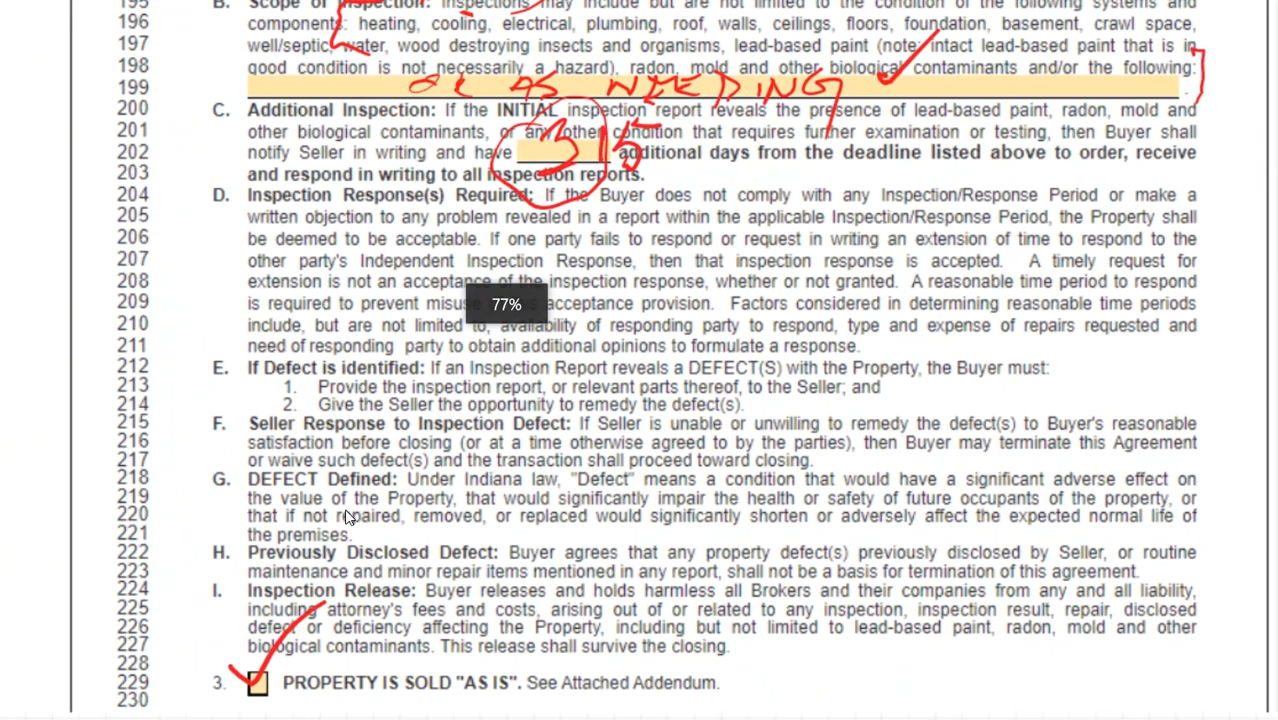 195 B. Scope of Inspection: Inspections may include but are not limited to the condition of the following systems and
196 components: heating, cooling, electrical, plumbing, roof, walls, ceilings, floors, foundation, basement, crawl space,
197 well/septic, water, wood destroying insects and organisms, lead-based paint (note: intact lead-based paint that is in
198 good condition is not necessarily a hazard), radon, mold and other biological contaminants and/or the following:
199 AS NEEDING .
200 C. Additional Inspection: If the INITIAL inspection report reveals the presence of lead-based paint, radon, mold and
201 other biological contaminants, or any other condition that requires further examination or testing, then Buyer shall
202 notify Seller in writing and have 3 15 additional days from the deadline listed above to order, receive
203 and respond in writing to all inspection reports.
204 D. Inspection Response(s) Required: If the Buyer does not comply with any Inspection/Response Period or make a
205 written objection to any problem revealed in a report within the applicable Inspection/Response Period, the Property shall
206 be deemed to be acceptable. If one party fails to respond or request in writing an extension of time to respond to the
207 other party's Independent Inspection Response, then that inspection response is accepted. A timely request for
208 extension is not an acceptance of the inspection response, whether or not granted. A reasonable time period to respond
209 is required to prevent misuse acceptance provision. Factors considered in determining reasonable time periods
77%
210 include, but are not limited to, availability of responding party to respond, type and expense of repairs requested and
211 need of responding party to obtain additional opinions to formulate a response.
212 E. If Defect is identified: If an Inspection Report reveals a DEFECT(S) with the Property, the Buyer must:
213 1. Provide the inspection report, or relevant parts thereof, to the Seller; and
214 2. Give the Seller the opportunity to remedy the defect(s).
215 F. Seller Response to Inspection Defect: If Seller is unable or unwilling to remedy the defect(s) to Buyer's reasonable
216 satisfaction before closing (or at a time otherwise agreed to by the parties), then Buyer may terminate this Agreement
217 or waive such defect(s) and the transaction shall proceed toward closing.
218 G. DEFECT Defined: Under Indiana law, "Defect" means a condition that would have a significant adverse effect on
219 the value of the Property, that would significantly impair the health or safety of future occupants of the property, or
220 that if not repaired, removed, or replaced would significantly shorten or adversely affect the expected normal life of
221 the premises.
222 H. Previously Disclosed Defect: Buyer agrees that any property defect(s) previously disclosed by Seller, or routine
223 maintenance and minor repair items mentioned in any report, shall not be a basis for termination of this agreement.
224 I. Inspection Release: Buyer releases and holds harmless all Brokers and their companies from any and all liability,
225 including attorney's fees and costs, arising out of or related to any inspection, inspection result, repair, disclosed
226 defect or deficiency affecting the Property, including but not limited to lead-based paint, radon, mold and other
227 biological contaminants. This release shall survive the closing.
228
229 3. PROPERTY IS SOLD "AS IS". See Attached Addendum.
230